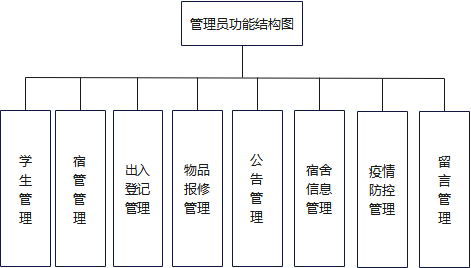 管理员功能结构图
学
生
管
理
宿
管
管
理
出入
登记
管理
物品
报修
管理
公
告
管
理
宿舍
信息
管理
疫情
防控
管理
留
言
管
理